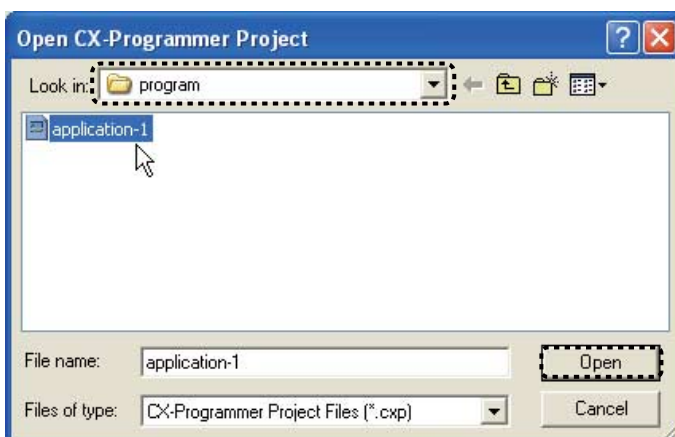 Open CX-Programmer Project
Look in: program
application-1
File name: application-1
Open
Files of type: CX-Programmer Project Files (*.cxp)
Cancel